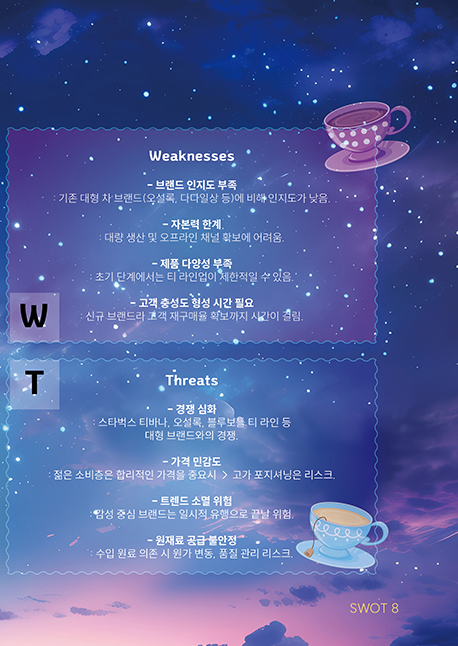 Weaknesses
– 브랜드 인지도 부족
: 기존 대형 차 브랜드(오설록, 다다일상 등)에 비해 인지도가 낮음.
– 자본력 한계
: 대량 생산 및 오프라인 채널 확보에 어려움.
– 제품 다양성 부족
: 초기 단계에서는 티 라인업이 제한적일 수 있음.
– 고객 충성도 형성 시간 필요
: 신규 브랜드라 고객 재구매율 확보까지 시간이 걸림.
W
T
Threats
– 경쟁 심화
: 스타벅스 티바나, 오설록, 블루보틀 티 라인 등
대형 브랜드와의 경쟁.
– 가격 민감도
: 젊은 소비층은 합리적인 가격을 중요시 > 고가 포지셔닝은 리스크.
– 트렌드 소멸 위험
: 감성 중심 브랜드는 일시적 유행으로 끝날 위험.
– 원재료 공급 불안정
: 수입 원료 의존 시 원가 변동, 품질 관리 리스크.
SWOT 8